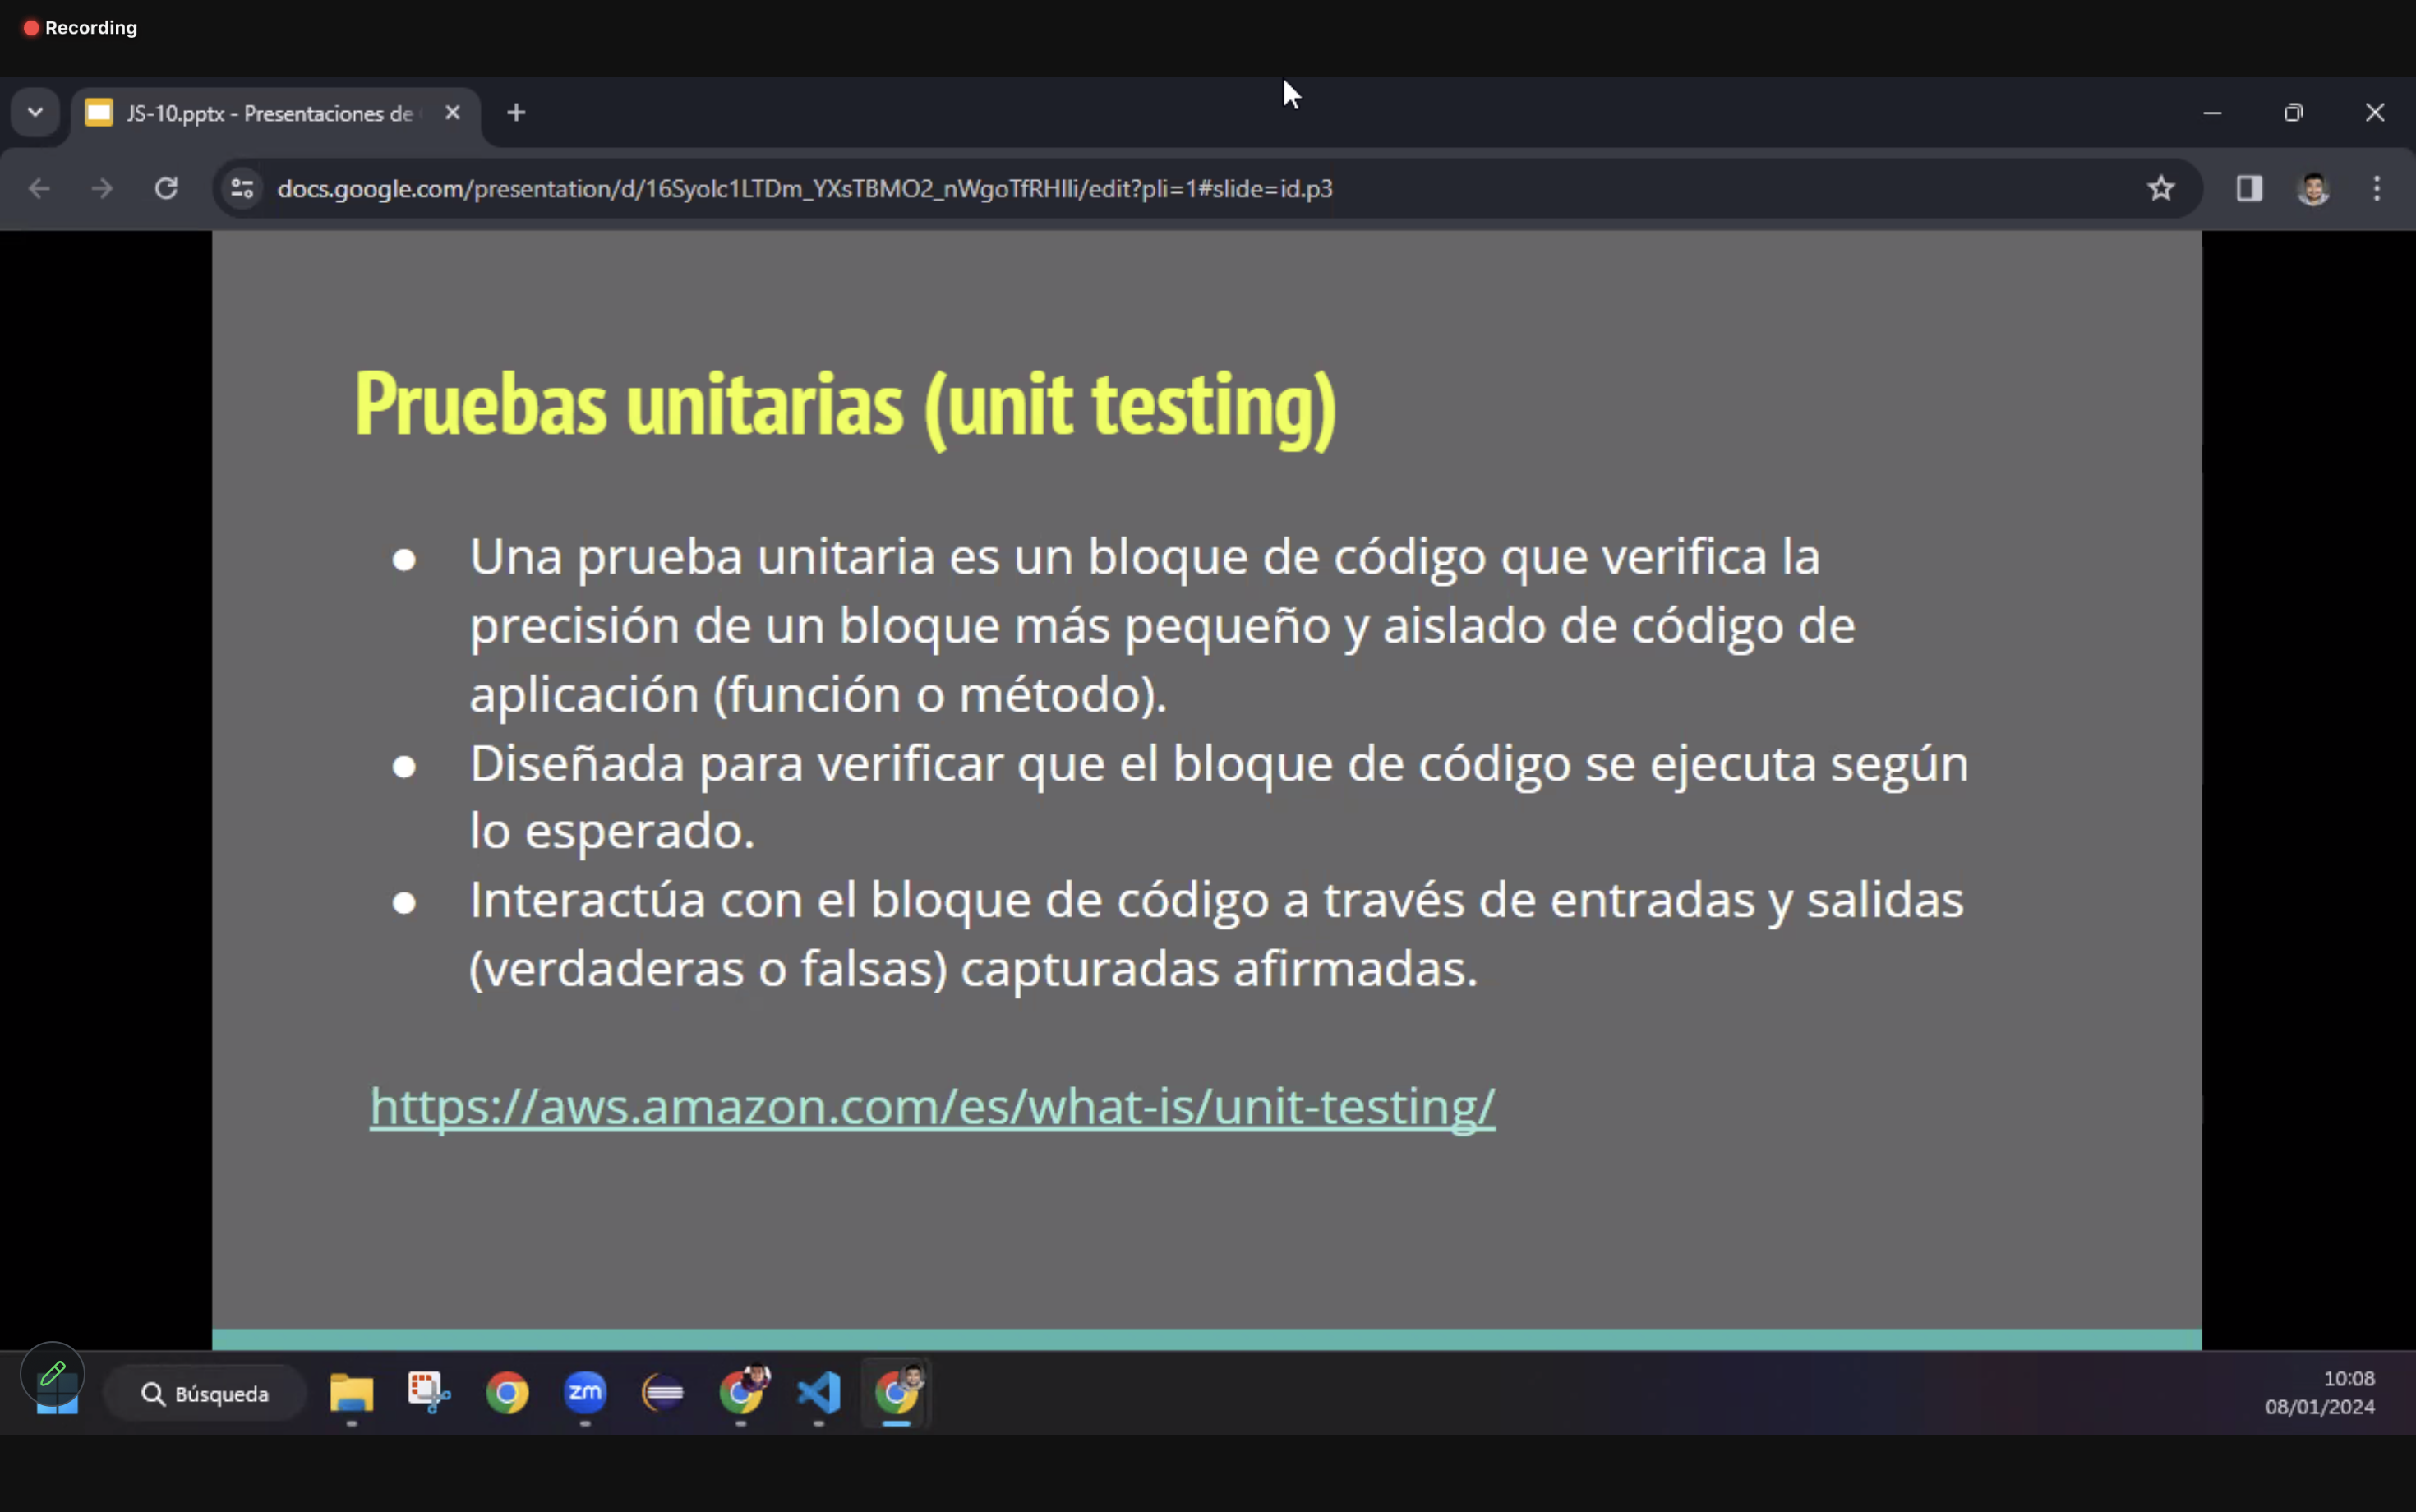 Recording
JS-10.pptx - Presentaciones de
docs.google.com/presentation/d/16Syolc1LTDm_YXsTBMO2_nWgoTfRHlli/edit?pli=1#slide=id.p3
Pruebas unitarias (unit testing)
● Una prueba unitaria es un bloque de código que verifica la
precisión de un bloque más pequeño y aislado de código de
aplicación (función o método).
● Diseñada para verificar que el bloque de código se ejecuta según
lo esperado.
● Interactúa con el bloque de código a través de entradas y salidas
(verdaderas o falsas) capturadas afirmadas.
https://aws.amazon.com/es/what-is/unit-testing/
Búsqueda
zm
10:08
08/01/2024